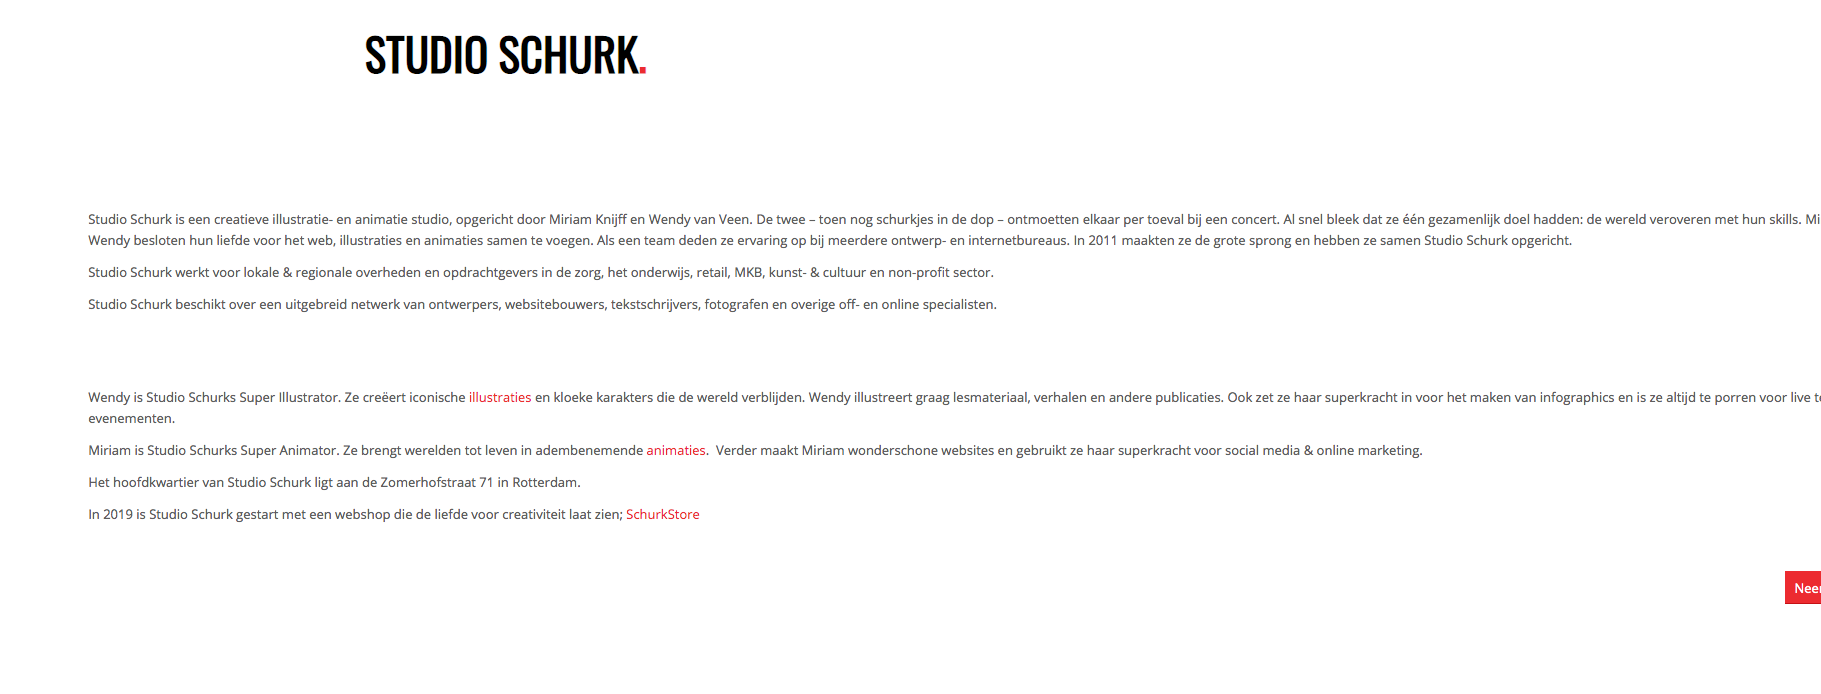 STUDIO SCHURK.
Studio Schurk is een creatieve illustratie- en animatie studio, opgericht door Miriam Knijff en Wendy van Veen. De twee – toen nog schurkjes in de dop – ontmoetten elkaar per toeval bij een concert. Al snel bleek dat ze één gezamenlijk doel hadden: de wereld veroveren met hun skills.
Wendy besloten hun liefde voor het web, illustraties en animaties samen te voegen. Als een team deden ze ervaring op bij meerdere ontwerp- en internetbureaus. In 2011 maakten ze de grote sprong en hebben ze samen Studio Schurk opgericht.
Studio Schurk werkt voor lokale & regionale overheden en opdrachtgevers in de zorg, het onderwijs, retail, MKB, kunst- & cultuur en non-profit sector.
Studio Schurk beschikt over een uitgebreid netwerk van ontwerpers, websitebouwers, tekstschrijvers, fotografen en overige off- en online specialisten.
Wendy is Studio Schurks Super Illustrator. Ze creëert iconische illustraties en kloeke karakters die de wereld verblijden. Wendy illustreert graag lesmateriaal, verhalen en andere publicaties. Ook zet ze haar superkracht in voor het maken van infographics en is ze altijd te porren voor live
evenementen.
Miriam is Studio Schurks Super Animator. Ze brengt werelden tot leven in adembenemende animaties. Verder maakt Miriam wonderschone websites en gebruikt ze haar superkracht voor social media & online marketing.
Het hoofdkwartier van Studio Schurk ligt aan de Zomerhofstraat 71 in Rotterdam.
In 2019 is Studio Schurk gestart met een webshop die de liefde voor creativiteit laat zien; SchurkStore